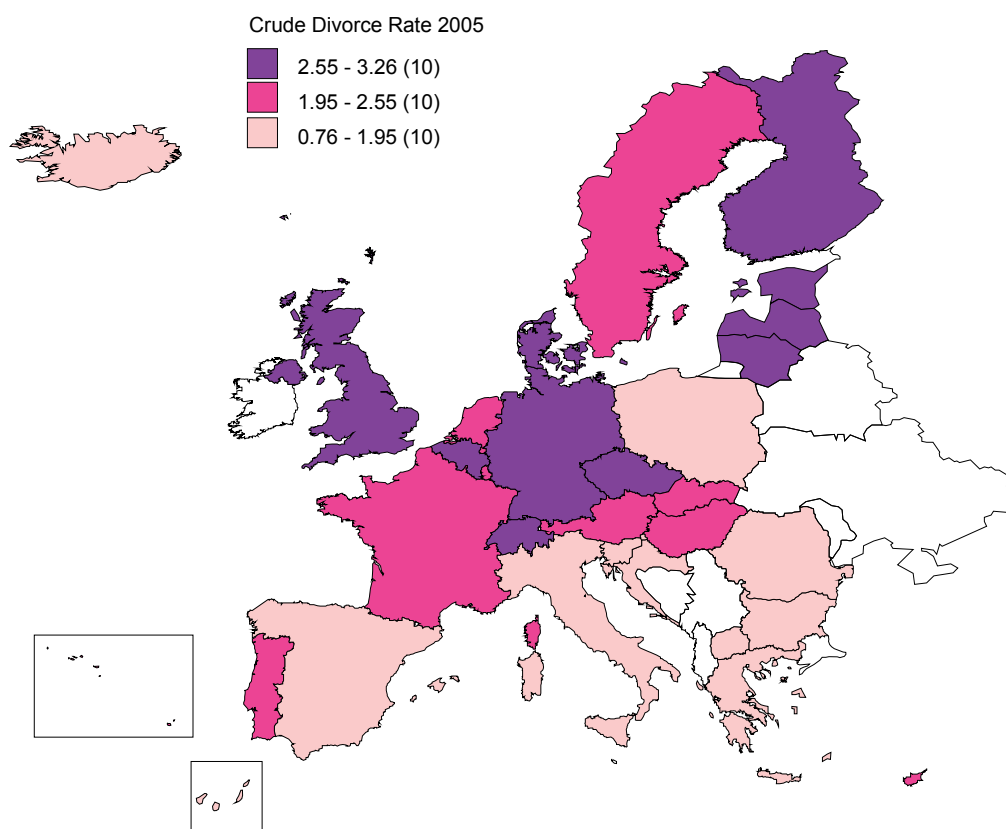 Crude Divorce Rate 2005
2.55 - 3.26 (10)
1.95 - 2.55 (10)
0.76 - 1.95 (10)